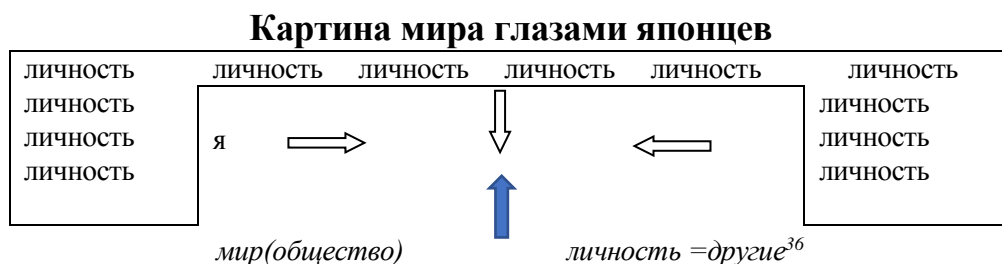 Картина мира глазами японцев
личность личность личность личность личность личность
личность личность
личность я личность
личность личность
мир(общество) личность =другие36